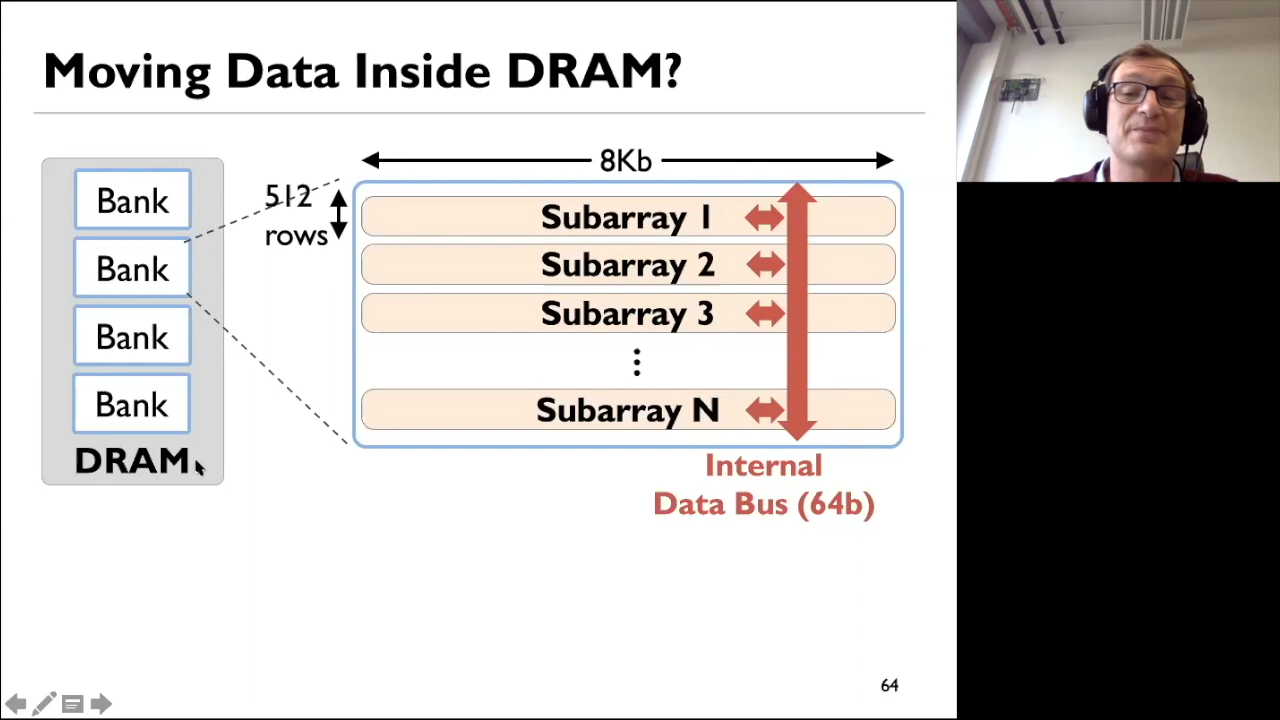 Moving Data Inside DRAM?
Bank
Bank
Bank
Bank
DRAM
512
rows
8Kb
Subarray 1
Subarray 2
Subarray 3
⋮
Subarray N
Internal
Data Bus (64b)
64